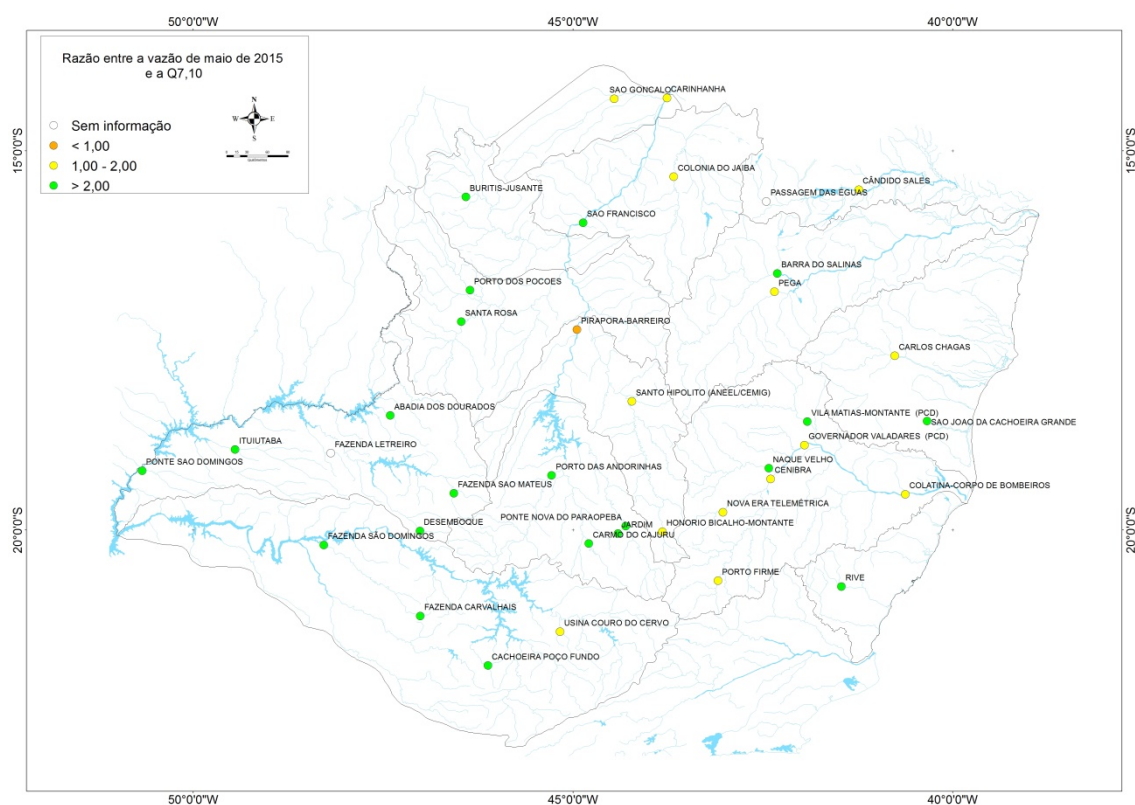 50°0'0"W
45°0'0"W
40°0'0"W
Razão entre a vazão de maio de 2015
e a Q7,10
N
W
E
S
Sem informação
< 1,00
1,00 - 2,00
> 2,00
15°0'0"S
15°0'0"S
SAO GONCALO
CARINHANHA
COLONIA DO JAIBA
CÂNDIDO SALES
BURITIS-JUSANTE
PASSAGEM DAS ÉGUAS
SAO FRANCISCO
BARRA DO SALINAS
PORTO DOS POCOES
PEGA
SANTA ROSA
PIRAPORA-BARREIRO
CARLOS CHAGAS
SANTO HIPOLITO (ANEEL/CEMIG)
ABADIA DOS DOURADOS
VILA MATIAS-MONTANTE (PCD)
SAO JOAO DA CACHOEIRA GRANDE
ITUIUTABA
FAZENDA LETREIRO
GOVERNADOR VALADARES (PCD)
PONTE SAO DOMINGOS
PORTO DAS ANDORINHAS
NAQUE VELHO
CENIBRA
FAZENDA SAO MATEUS
COLATINA-CORPO DE BOMBEIROS
NOVA ERA TELEMÉTRICA
PONTE NOVA DO PARAOPEBA
DESEMBOQUE
JARDIM
HONORIO BICALHO-MONTANTE
FAZENDA SÃO DOMINGOS
CARMO DO CAJURU
20°0'0"S
20°0'0"S
PORTO FIRME
RIVE
FAZENDA CARVALHAIS
USINA COURO DO CERVO
CACHOEIRA POÇO FUNDO
50°0'0"W
45°0'0"W
40°0'0"W